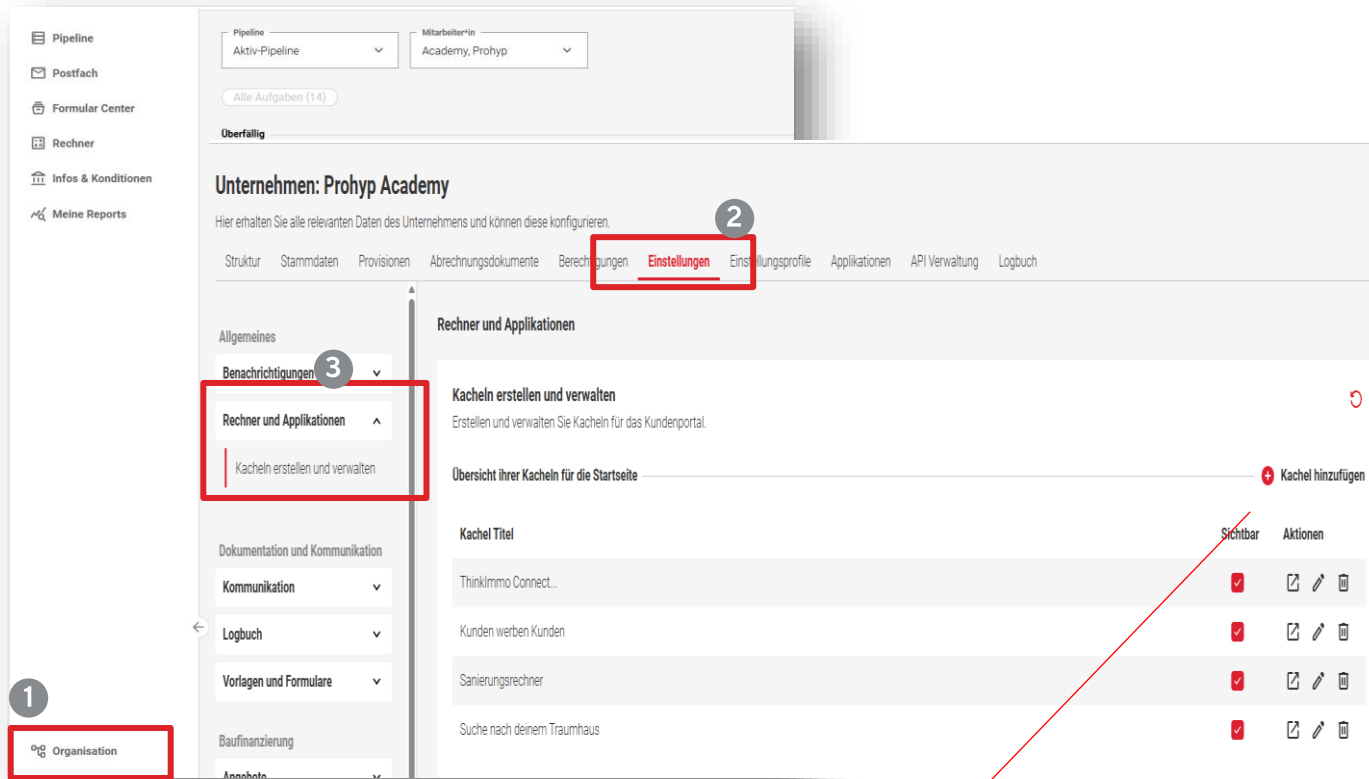 Pipeline
Postfach
Formular Center
Rechner
Infos & Konditionen
Meine Reports
1
Organisation
Pipeline
Aktiv-Pipeline
Mitarbeiter*in
Academy, Prohyp
Alle Aufgaben (14)
Überfällig
Unternehmen: Prohyp Academy
Hier erhalten Sie alle relevanten Daten des Unternehmens und können diese konfigurieren.
2
Struktur Stammdaten Provisionen Abrechnungsdokumente Berechtigungen Einstellungen Einstellungsprofile Applikationen API Verwaltung Logbuch
Allgemeines
Benachrichtigungen
3
Rechner und Applikationen
Kacheln erstellen und verwalten
Dokumentation und Kommunikation
Kommunikation
Logbuch
Vorlagen und Formulare
Baufinanzierung
Angebote
Rechner und Applikationen
Kacheln erstellen und verwalten
Erstellen und verwalten Sie Kacheln für das Kundenportal.
Übersicht ihrer Kacheln für die Startseite
Kachel hinzufügen
Kachel Titel Sichtbar Aktionen
ThinkImmo Connect...
Kunden werben Kunden
Sanierungsrechner
Suche nach deinem Traumhaus